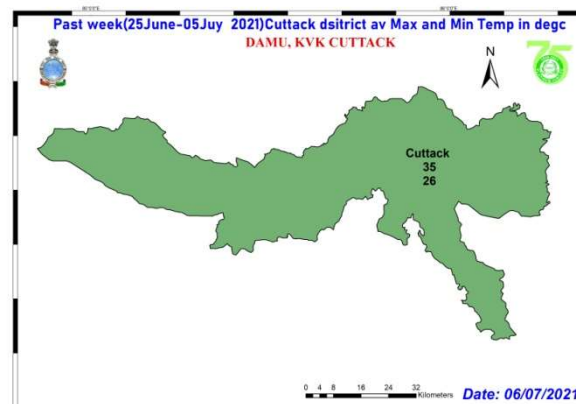 Past week(25June-05Juy 2021)Cuttack dsitrict av Max and Min Temp in degc
DAMU, KVK CUTTACK
N
75
Cuttack
35
26
0 4 8 16 24 32
Kilometers
Date: 06/07/2021